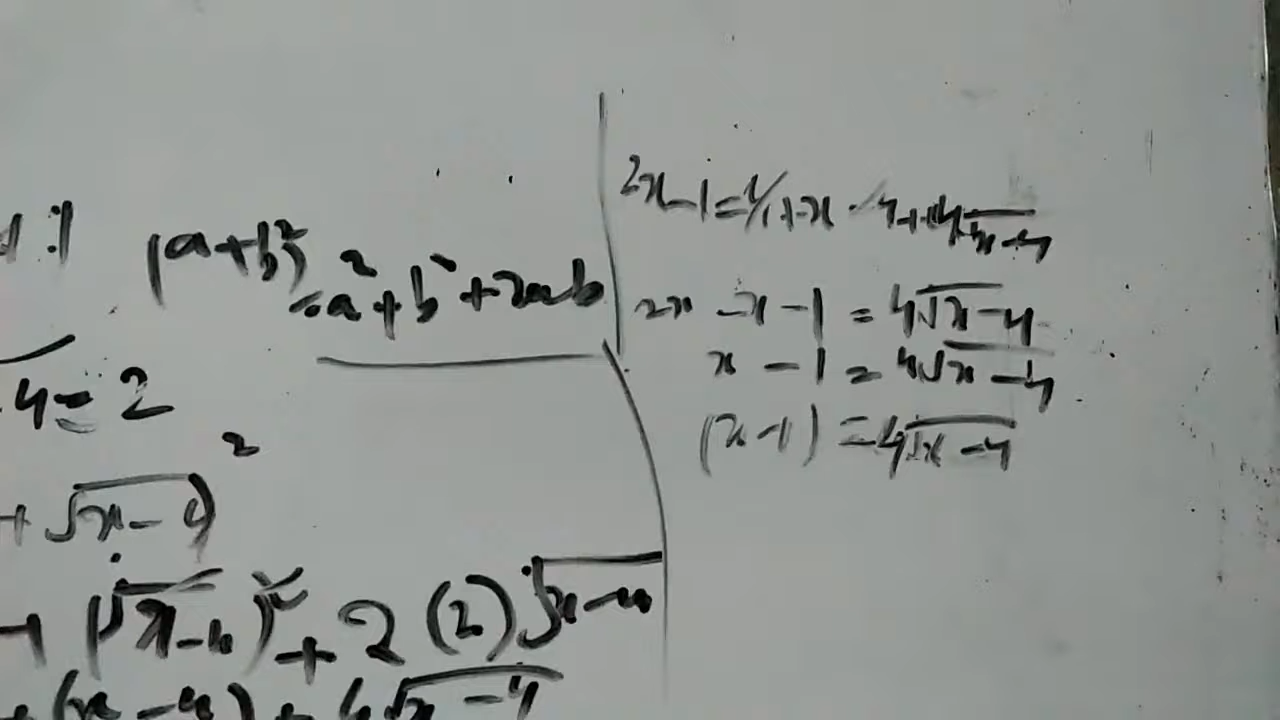 (a+b)²
= a² + b² + 2ab
4 = 2
+ √x-4)²
+ (√x-4)² + 2 (2) √x-4
+ (x-4) + 4√x-4
2x-1 = 4+x-4+4√x-4
2x - x - 1 = 4√x-4
x - 1 = 4√x-4
(x-1) = 4√x-4